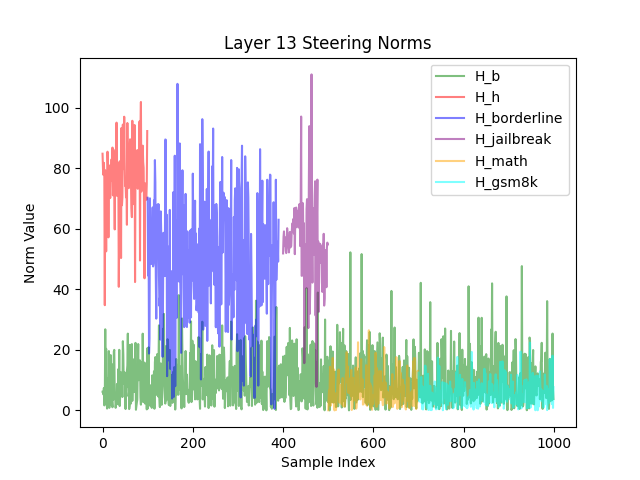 Layer 13 Steering Norms
H_b
H_h
H_borderline
H_jailbreak
H_math
H_gsm8k
Norm Value
100
80
60
40
20
0
0 200 400 600 800 1000
Sample Index